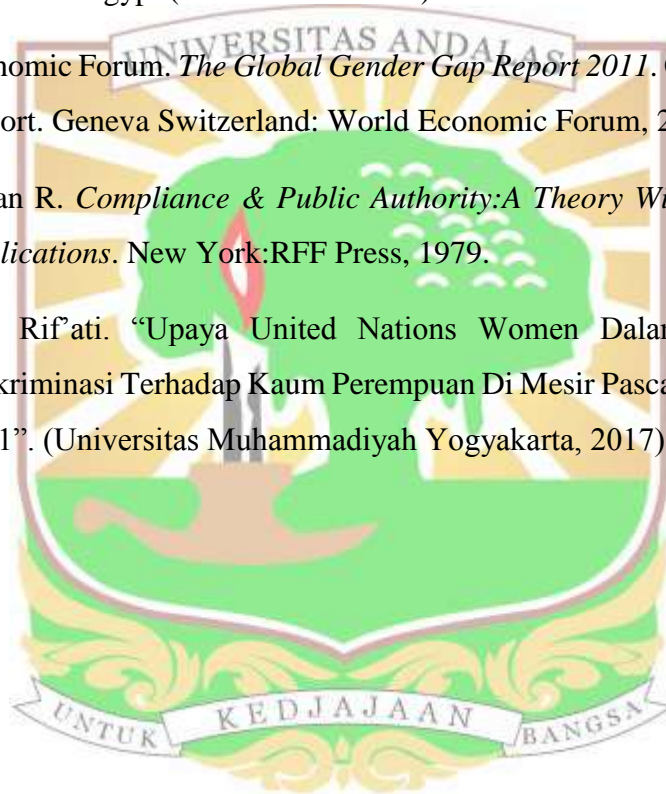 UNIVERSITAS ANDALAS
nomic Forum. The Global Gender Gap Report 2011.
ort. Geneva Switzerland: World Economic Forum, 2
an R. Compliance & Public Authority:A Theory Wi
lications. New York:RFF Press, 1979.
Rif’ati. “Upaya United Nations Women Dalam
kriminasi Terhadap Kaum Perempuan Di Mesir Pasca
1”. (Universitas Muhammadiyah Yogyakarta, 2017)
UNTUK KEDJAJAAN BANGSA